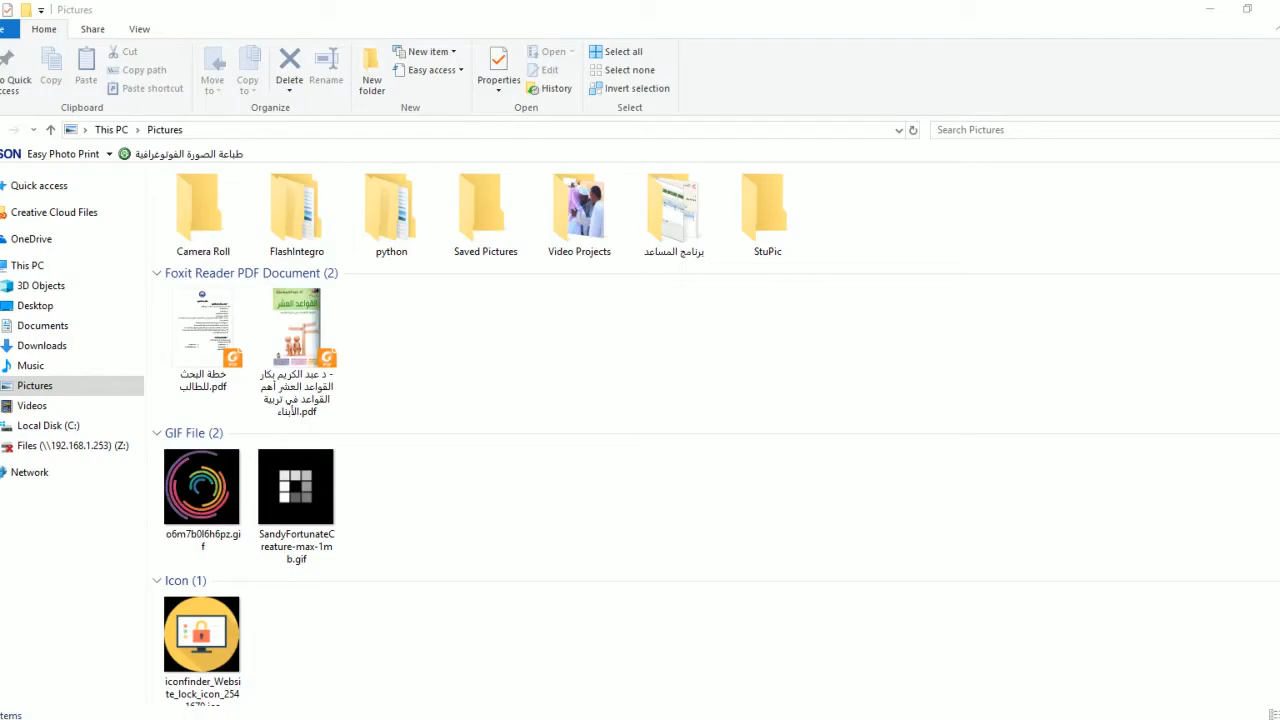 Pictures
Home
Share
View
Cut
Copy path
Paste shortcut
Copy
Paste
Clipboard
Move to
Copy to
Delete
Rename
Organize
New folder
New item
Easy access
New
Properties
Open
Edit
History
Open
Select all
Select none
Invert selection
Select
This PC
Pictures
Search Pictures
Easy Photo Print
طباعة الصورة الفوتوغرافية
Quick access
Creative Cloud Files
OneDrive
This PC
3D Objects
Desktop
Documents
Downloads
Music
Pictures
Videos
Local Disk (C:)
Files (\\192.168.1.253) (Z:)
Network
Camera Roll
FlashIntegro
python
Saved Pictures
Video Projects
برنامج المساعد
StuPic
Foxit Reader PDF Document (2)
القواعد العشر
خطة البحث
للطالب.pdf
د عبد الكريم بكار -
القواعد العشر أهم
القواعد في تربية
الأبناء.pdf
GIF File (2)
o6m7b0l6h6pz.gi
f
SandyFortunateC
reature-max-1m
b.gif
Icon (1)
iconfinder_Websi
te_lock_icon_254